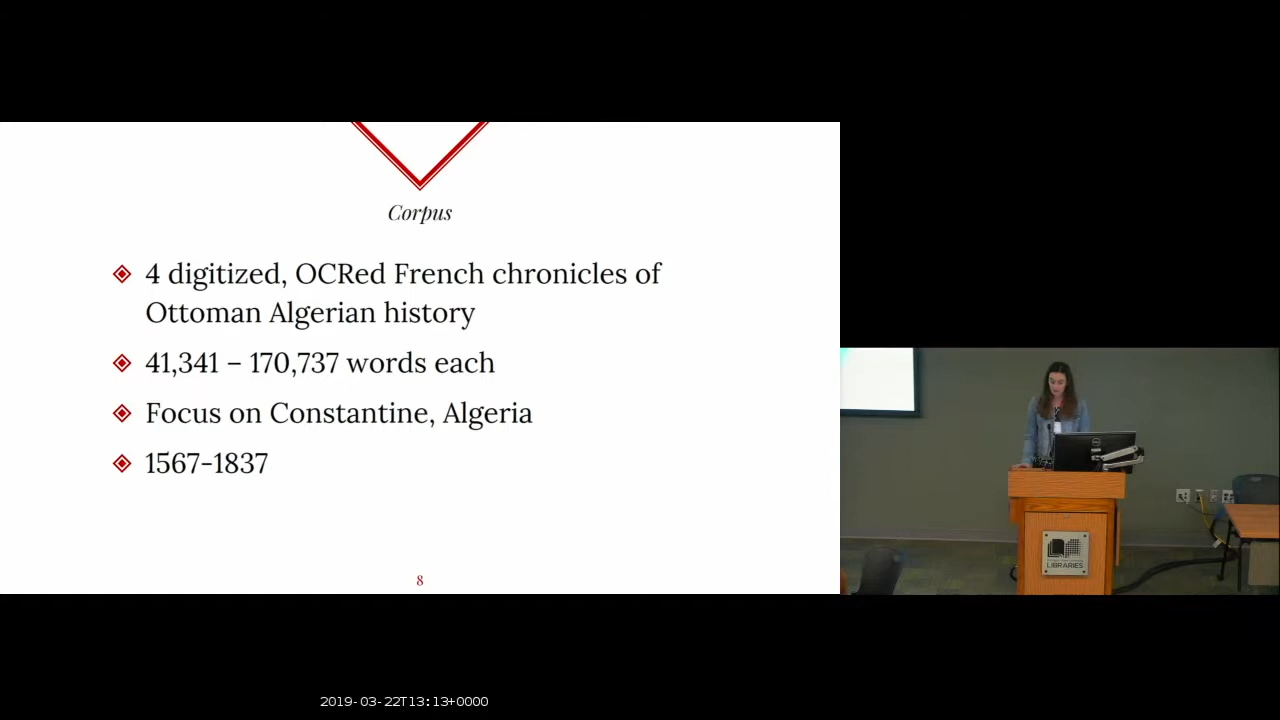 Corpus
4 digitized, OCRed French chronicles of
Ottoman Algerian history
41,341 – 170,737 words each
Focus on Constantine, Algeria
1567-1837
8
LIBRARIES
2019-03-22T13:13+0000